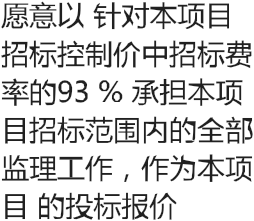 愿意以 针对本项目
招标控制价中招标费
率的93 % 承担本项
目招标范围内的全部
监理工作，作为本项
目 的投标报价